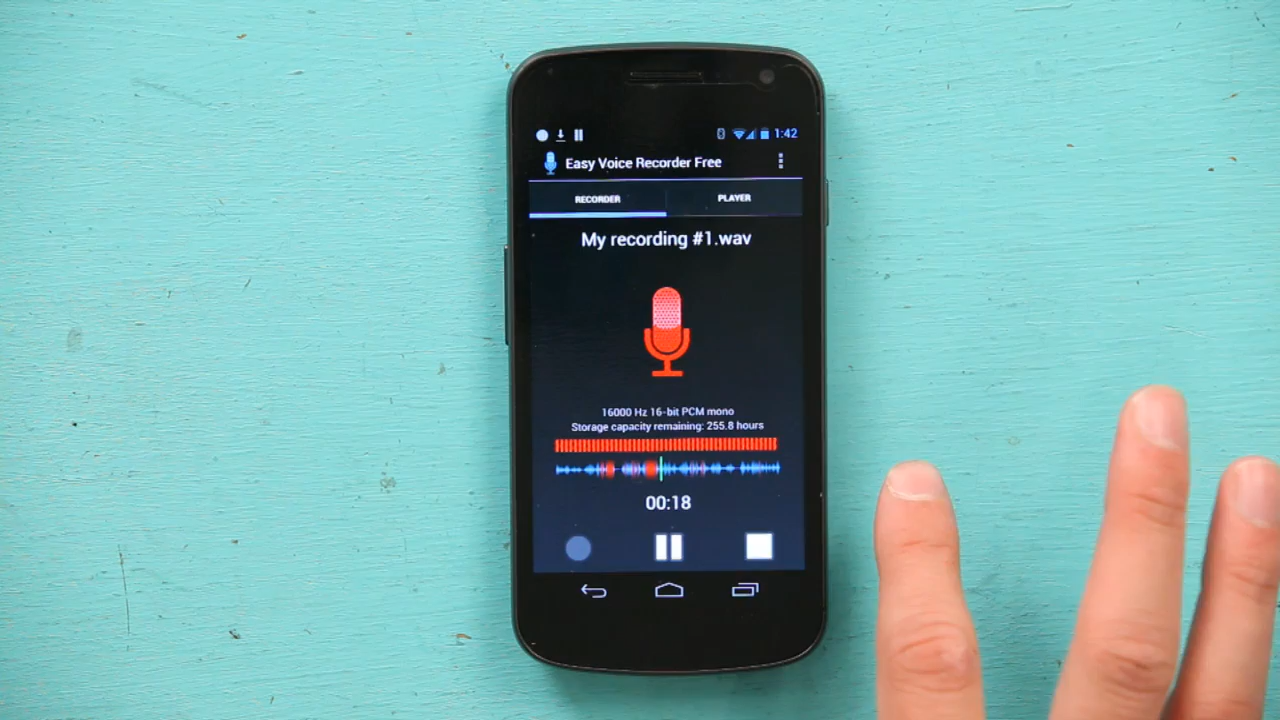 1:42
Easy Voice Recorder Free
RECORDER PLAYER
My recording #1.wav
16000 Hz 16-bit PCM mono
Storage capacity remaining: 255.8 hours
00:18